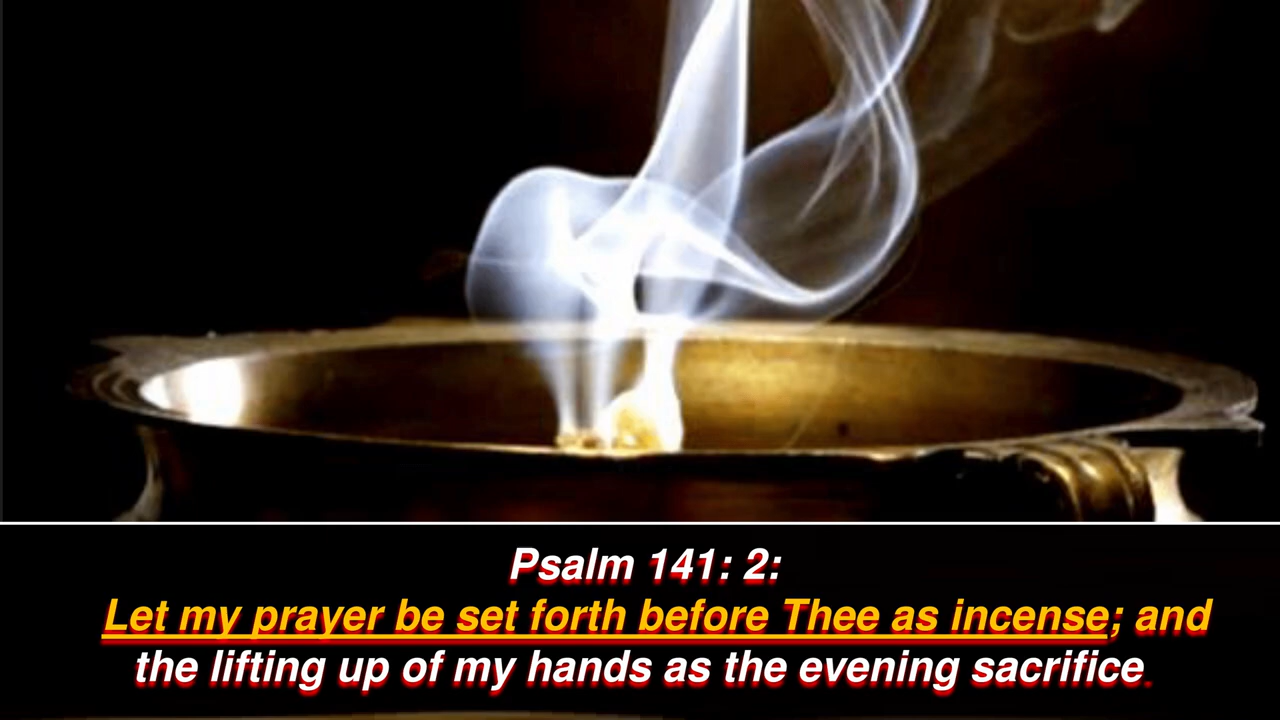 Psalm 141: 2:
Let my prayer be set forth before Thee as incense; and
the lifting up of my hands as the evening sacrifice.